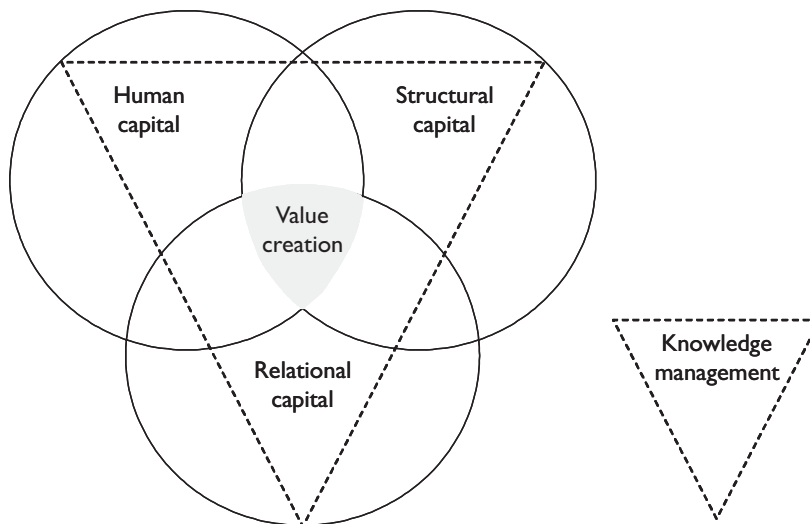 Human
capital
Structural
capital
Value
creation
Relational
capital
Knowledge
management